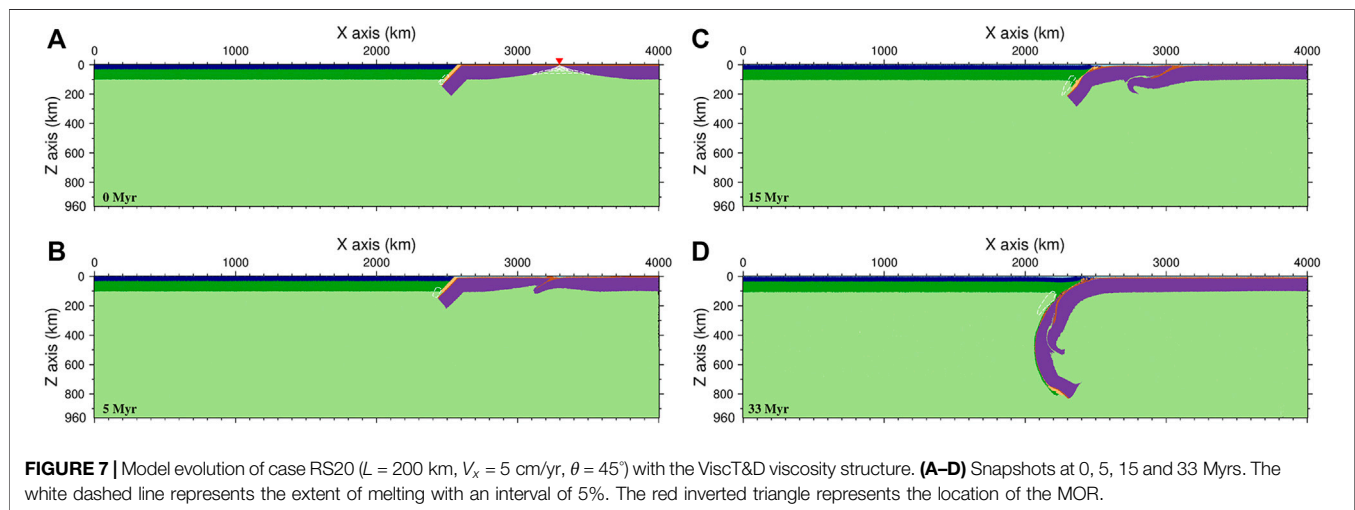 A
X axis (km)
0 1000 2000 3000 4000
Z axis (km)
0
200
400
600
800
960
0 Myr
B
X axis (km)
0 1000 2000 3000 4000
Z axis (km)
0
200
400
600
800
960
5 Myr
C
X axis (km)
0 1000 2000 3000 4000
Z axis (km)
0
200
400
600
800
960
15 Myr
D
X axis (km)
0 1000 2000 3000 4000
Z axis (km)
0
200
400
600
800
960
33 Myr
FIGURE 7 | Model evolution of case RS20 (L = 200 km, Vx = 5 cm/yr, θ = 45°) with the ViscT&D viscosity structure. (A–D) Snapshots at 0, 5, 15 and 33 Myrs. The
white dashed line represents the extent of melting with an interval of 5%. The red inverted triangle represents the location of the MOR.